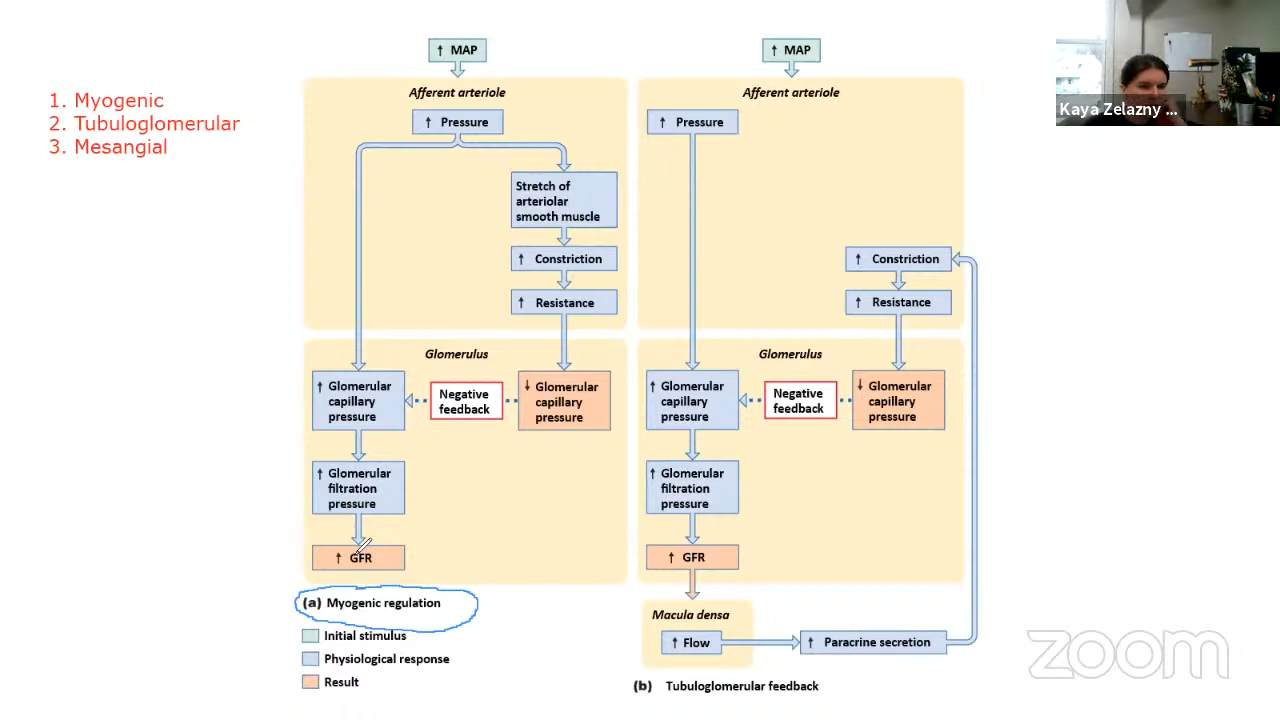 1. Myogenic
2. Tubuloglomerular
3. Mesangial
↑ MAP
Afferent arteriole
↑ Pressure
Stretch of
arteriolar
smooth muscle
↑ Constriction
↑ Resistance
Glomerulus
↑ Glomerular
capillary
pressure
Negative
feedback
↓ Glomerular
capillary
pressure
↑ Glomerular
filtration
pressure
↑ GFR
(a) Myogenic regulation
Initial stimulus
Physiological response
Result
↑ MAP
Afferent arteriole
↑ Pressure
↑ Constriction
↑ Resistance
Glomerulus
↑ Glomerular
capillary
pressure
Negative
feedback
↓ Glomerular
capillary
pressure
↑ Glomerular
filtration
pressure
↑ GFR
Macula densa
↑ Flow
↑ Paracrine secretion
(b) Tubuloglomerular feedback
Kaya Zelazny ...
zoom